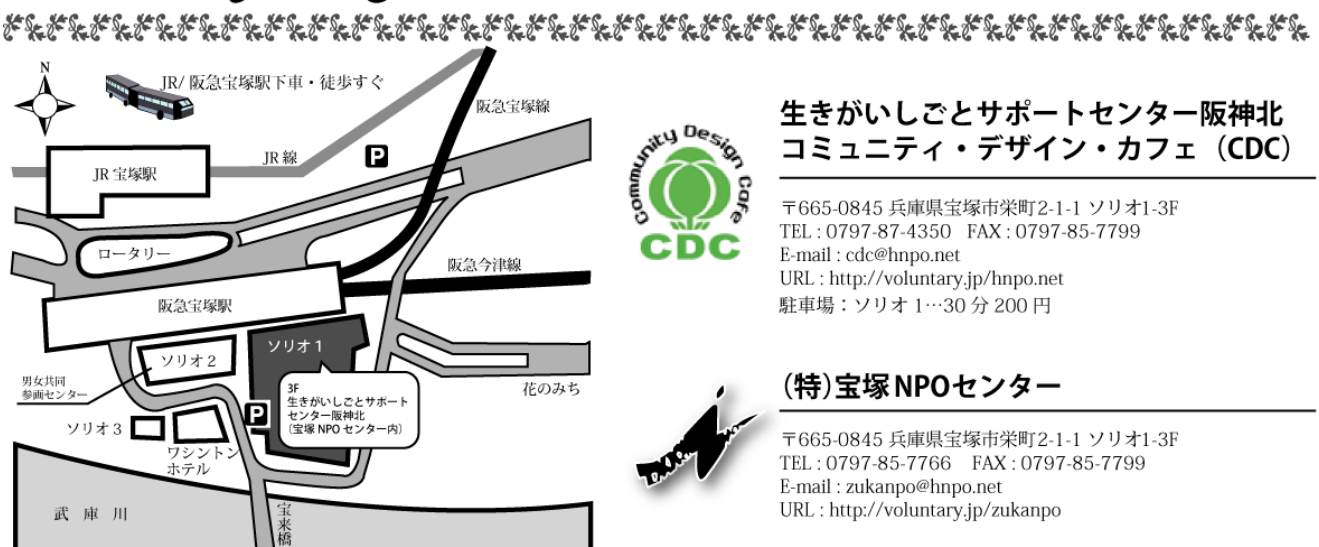 N
JR/ 阪急宝塚駅下車・徒歩すぐ
阪急宝塚線
JR 線
P
JR 宝塚駅
ロータリー
阪急今津線
阪急宝塚駅
ソリオ 1
ソリオ 2
3F
生きがいしごとサポート
センター阪神北
(宝塚 NPO センター内)
花のみち
男女共同
参画センター
P
ソリオ 3
ワシントン
ホテル
武 庫 川
宝来橋
Community Design Cafe
CDC
生きがいしごとサポートセンター阪神北
コミュニティ・デザイン・カフェ（CDC）
〒665-0845 兵庫県宝塚市栄町2-1-1 ソリオ1-3F
TEL : 0797-87-4350 FAX : 0797-85-7799
E-mail : cdc@hnpo.net
URL : http://voluntary.jp/hnpo.net
駐車場：ソリオ 1…30 分 200 円
(特)宝塚 NPOセンター
〒665-0845 兵庫県宝塚市栄町2-1-1 ソリオ1-3F
TEL : 0797-85-7766 FAX : 0797-85-7799
E-mail : zukanpo@hnpo.net
URL : http://voluntary.jp/zukanpo